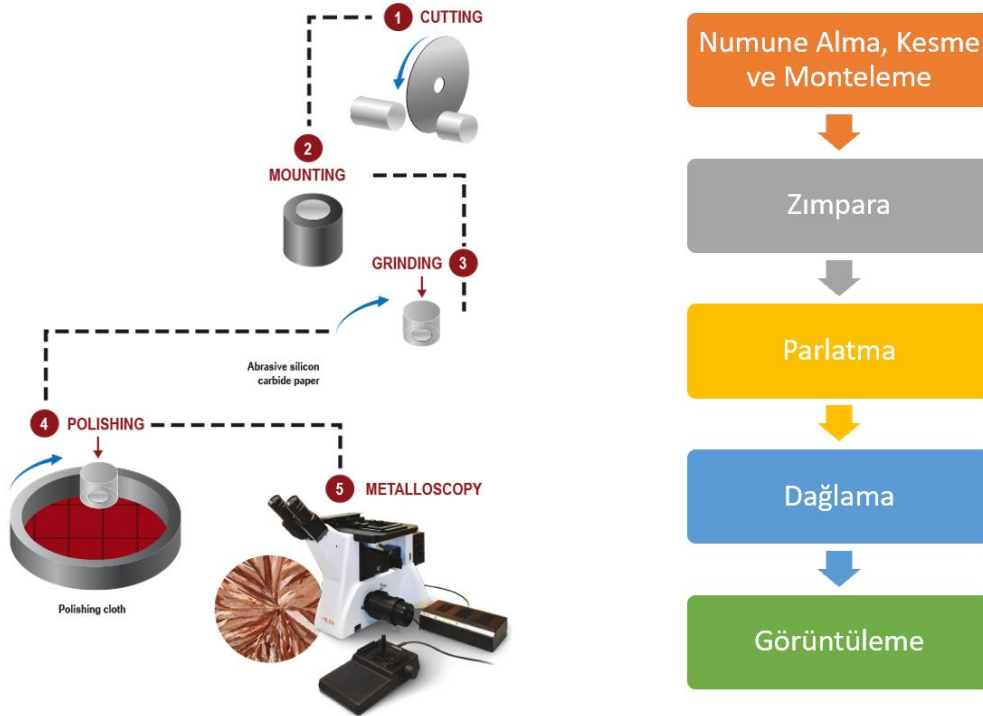 1 CUTTING
2
MOUNTING
GRINDING 3
Abrasive silicon
carbide paper
4 POLISHING
5 METALLOSCOPY
Polishing cloth
Numune Alma, Kesme
ve Monteleme
Zımpara
Parlatma
Dağlama
Görüntüleme